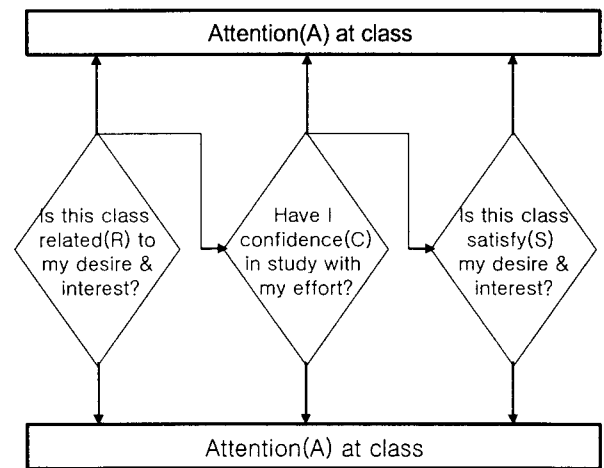 Attention(A) at class
Is this class
related(R) to
my desire &
interest?
Have I
confidence(C)
in study with
my effort?
Is this class
satisfy(S)
my desire &
interest?
Attention(A) at class